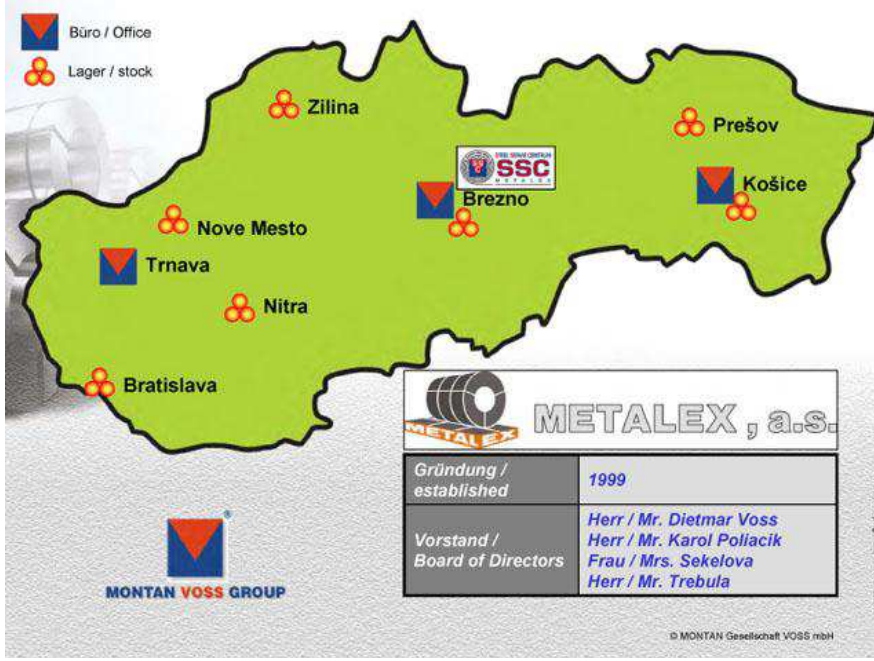 Büro / Office
Lager / stock
Zilina
Prešov
SSC
METALEX
Brezno
Košice
Nove Mesto
Trnava
Nitra
Bratislava
METALEX
METALEX , a.s.
Gründung /
established
1999
Vorstand /
Board of Directors
Herr / Mr. Dietmar Voss
Herr / Mr. Karol Poliacik
Frau / Mrs. Sekelova
Herr / Mr. Trebula
®
MONTAN VOSS GROUP
© MONTAN Gesellschaft VOSS mbH